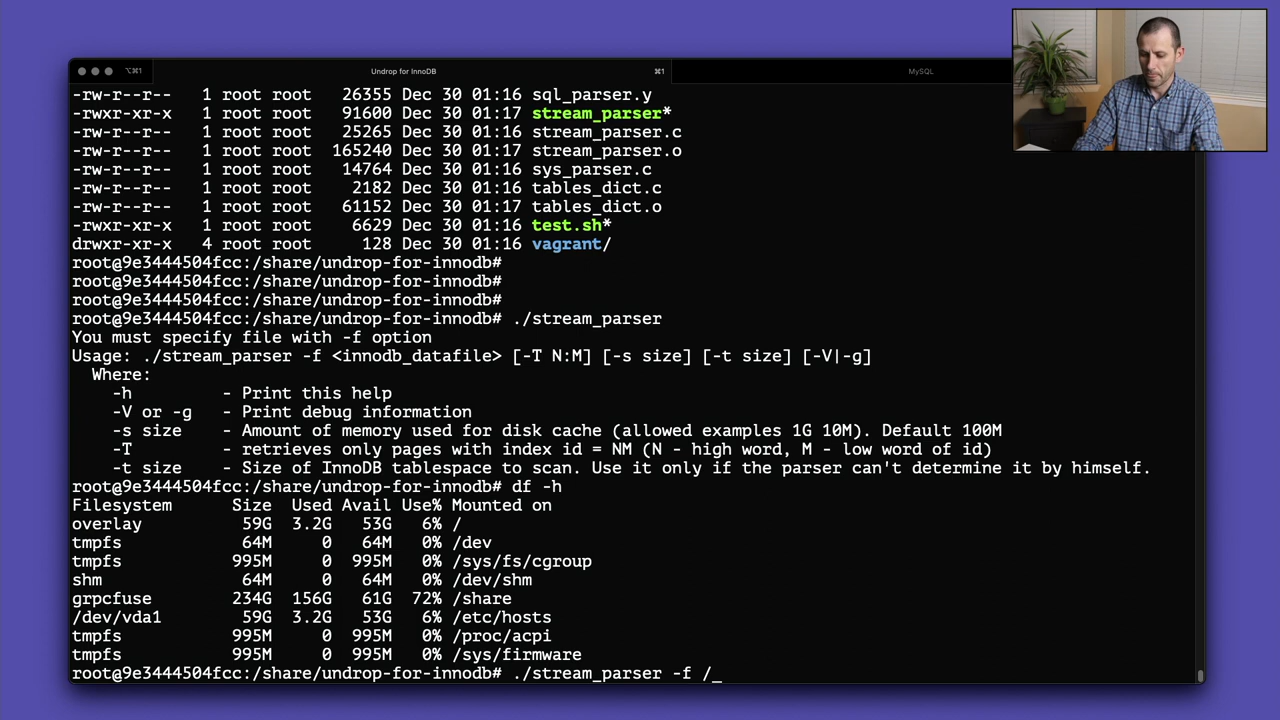 ⌥⌘1 Undrop for InnoDB ⌘1 MySQL
-rw-r--r-- 1 root root 26355 Dec 30 01:16 sql_parser.y
-rwxr-xr-x 1 root root 91600 Dec 30 01:17 stream_parser*
-rw-r--r-- 1 root root 25265 Dec 30 01:16 stream_parser.c
-rw-r--r-- 1 root root 165240 Dec 30 01:17 stream_parser.o
-rw-r--r-- 1 root root 14764 Dec 30 01:16 sys_parser.c
-rw-r--r-- 1 root root 2182 Dec 30 01:16 tables_dict.c
-rw-r--r-- 1 root root 61152 Dec 30 01:17 tables_dict.o
-rwxr-xr-x 1 root root 6629 Dec 30 01:16 test.sh*
drwxr-xr-x 4 root root 128 Dec 30 01:16 vagrant/
root@9e3444504fcc:/share/undrop-for-innodb#
root@9e3444504fcc:/share/undrop-for-innodb#
root@9e3444504fcc:/share/undrop-for-innodb#
root@9e3444504fcc:/share/undrop-for-innodb# ./stream_parser
You must specify file with -f option
Usage: ./stream_parser -f <innodb_datafile> [-T N:M] [-s size] [-t size] [-V|-g]
Where:
-h - Print this help
-V or -g - Print debug information
-s size - Amount of memory used for disk cache (allowed examples 1G 10M). Default 100M
-T - retrieves only pages with index id = NM (N - high word, M - low word of id)
-t size - Size of InnoDB tablespace to scan. Use it only if the parser can't determine it by himself.
root@9e3444504fcc:/share/undrop-for-innodb# df -h
Filesystem Size Used Avail Use% Mounted on
overlay 59G 3.2G 53G 6% /
tmpfs 64M 0 64M 0% /dev
tmpfs 995M 0 995M 0% /sys/fs/cgroup
shm 64M 0 64M 0% /dev/shm
grpcfuse 234G 156G 61G 72% /share
/dev/vda1 59G 3.2G 53G 6% /etc/hosts
tmpfs 995M 0 995M 0% /proc/acpi
tmpfs 995M 0 995M 0% /sys/firmware
root@9e3444504fcc:/share/undrop-for-innodb# ./stream_parser -f /_